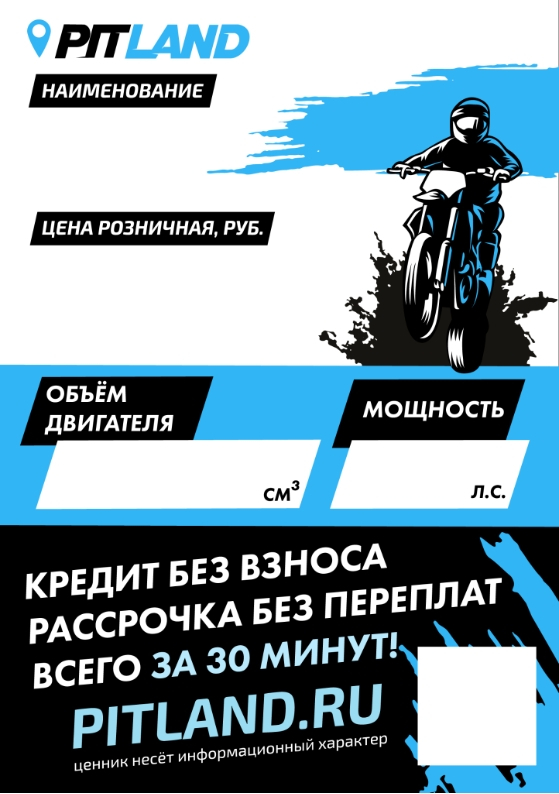 PITLAND
НАИМЕНОВАНИЕ
ЦЕНА РОЗНИЧНАЯ, РУБ.
ОБЪЁМ
ДВИГАТЕЛЯ
СМ³
МОЩНОСТЬ
Л.С.
КРЕДИТ БЕЗ ВЗНОСА
РАССРОЧКА БЕЗ ПЕРЕПЛАТ
ВСЕГО ЗА 30 МИНУТ!
PITLAND.RU
ценник несёт информационный характер